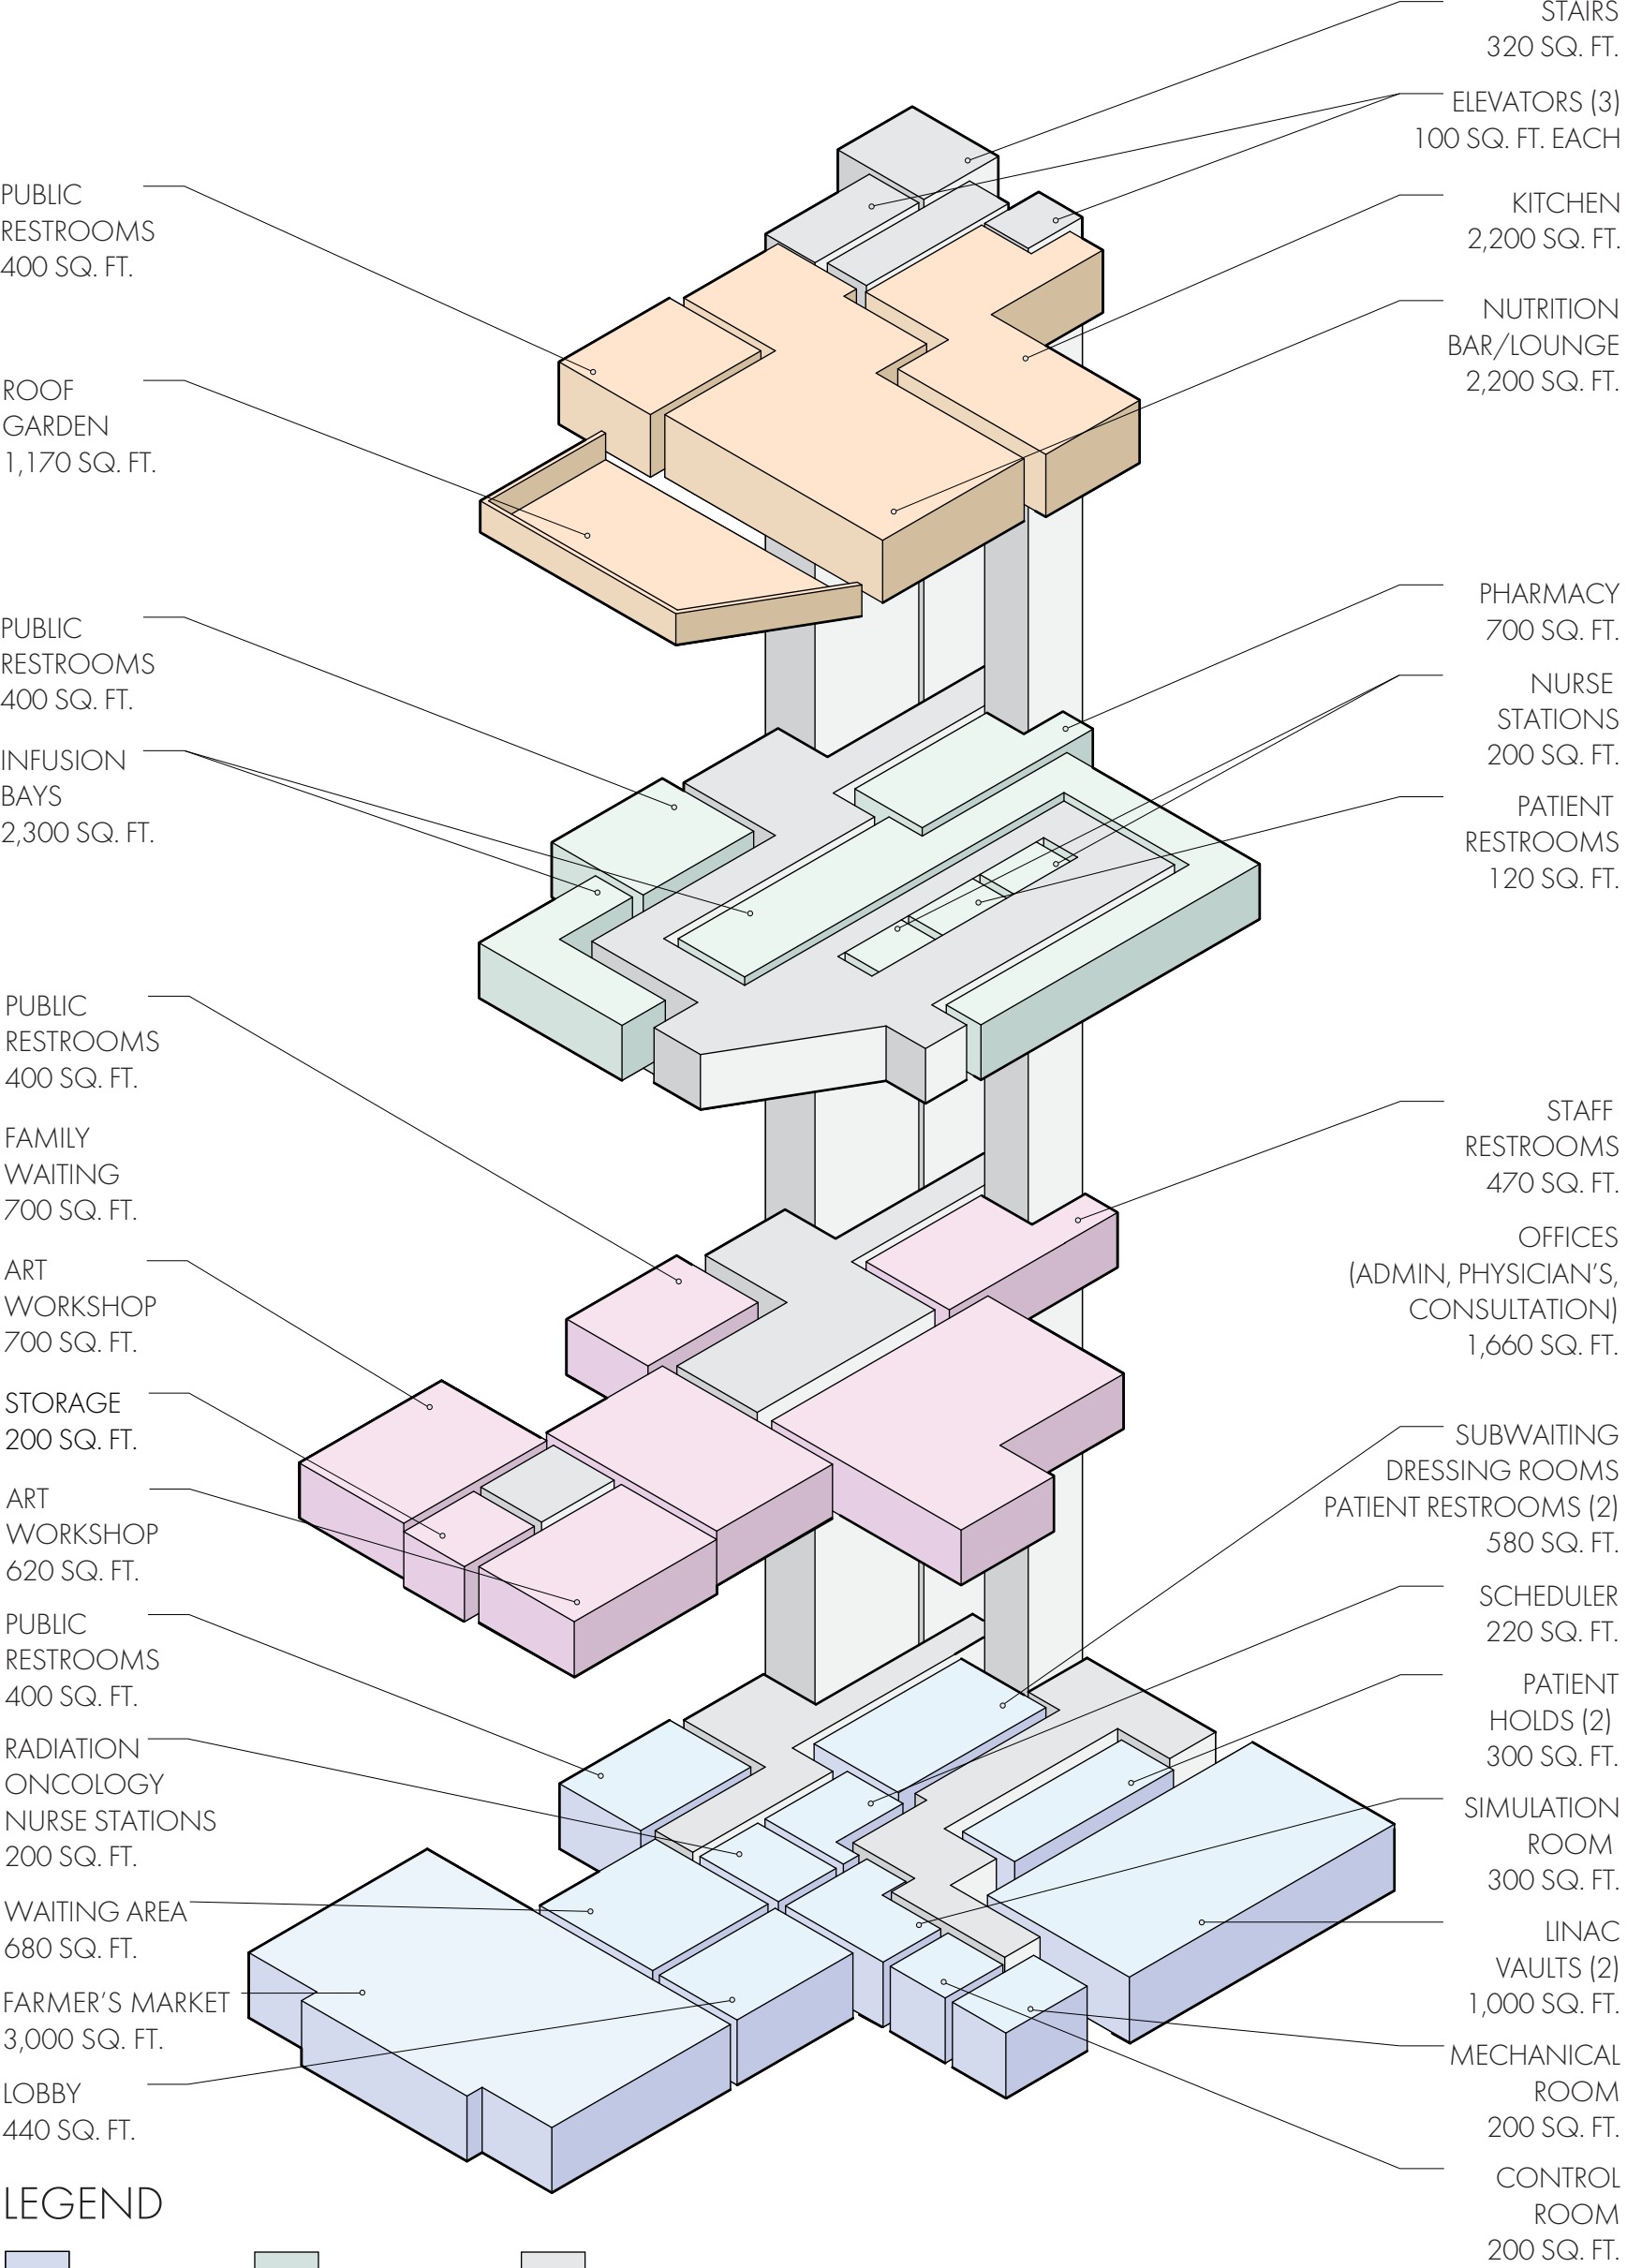 STAIRS
320 SQ. FT.
ELEVATORS (3)
100 SQ. FT. EACH
KITCHEN
2,200 SQ. FT.
NUTRITION
BAR/LOUNGE
2,200 SQ. FT.
PHARMACY
700 SQ. FT.
NURSE
STATIONS
200 SQ. FT.
PATIENT
RESTROOMS
120 SQ. FT.
STAFF
RESTROOMS
470 SQ. FT.
OFFICES
(ADMIN, PHYSICIAN'S,
CONSULTATION)
1,660 SQ. FT.
SUBWAITING
DRESSING ROOMS
PATIENT RESTROOMS (2)
580 SQ. FT.
SCHEDULER
220 SQ. FT.
PATIENT
HOLDS (2)
300 SQ. FT.
SIMULATION
ROOM
300 SQ. FT.
LINAC
VAULTS (2)
1,000 SQ. FT.
MECHANICAL
ROOM
200 SQ. FT.
CONTROL
ROOM
200 SQ. FT.
PUBLIC
RESTROOMS
400 SQ. FT.
ROOF
GARDEN
1,170 SQ. FT.
PUBLIC
RESTROOMS
400 SQ. FT.
INFUSION
BAYS
2,300 SQ. FT.
PUBLIC
RESTROOMS
400 SQ. FT.
FAMILY
WAITING
700 SQ. FT.
ART
WORKSHOP
700 SQ. FT.
STORAGE
200 SQ. FT.
ART
WORKSHOP
620 SQ. FT.
PUBLIC
RESTROOMS
400 SQ. FT.
RADIATION
ONCOLOGY
NURSE STATIONS
200 SQ. FT.
WAITING AREA
680 SQ. FT.
FARMER'S MARKET
3,000 SQ. FT.
LOBBY
440 SQ. FT.
LEGEND